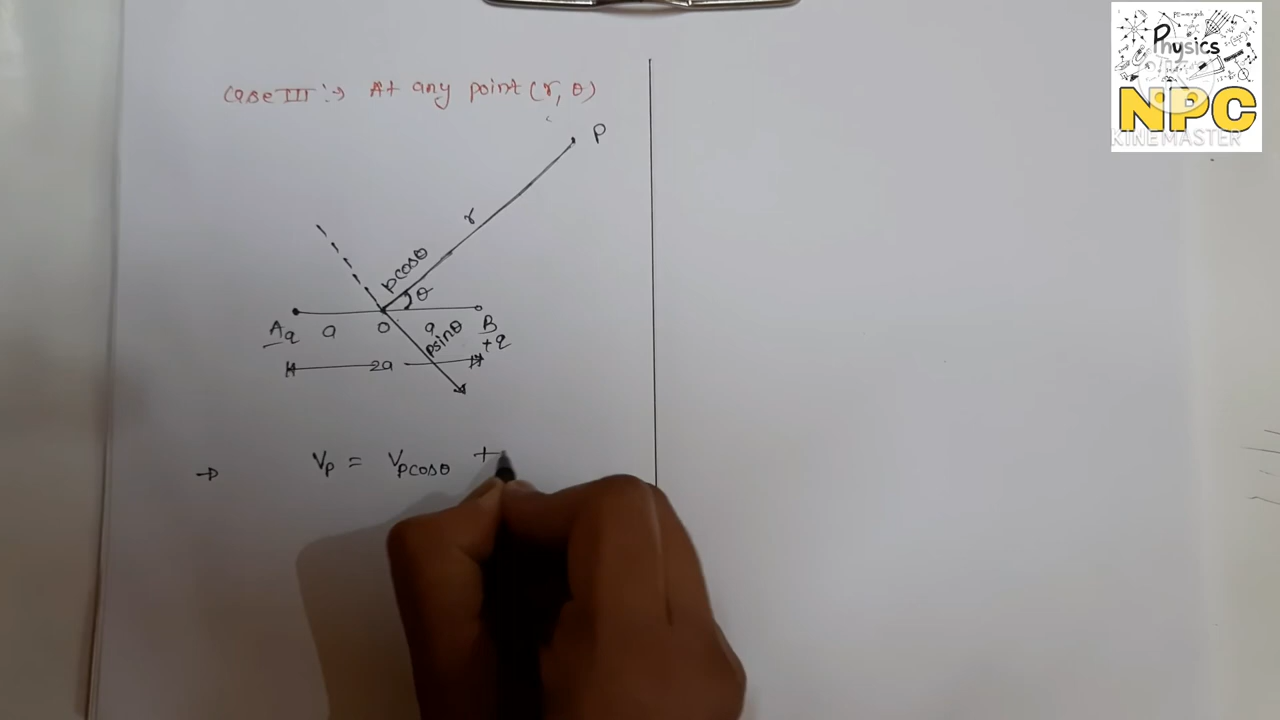 Case III :→ At any point (r, θ)
P
r
pcosθ
θ
A a O a B
q psinθ +q
2a
→ Vp = Vpcosθ +
Physics
NPC
KINEMASTER